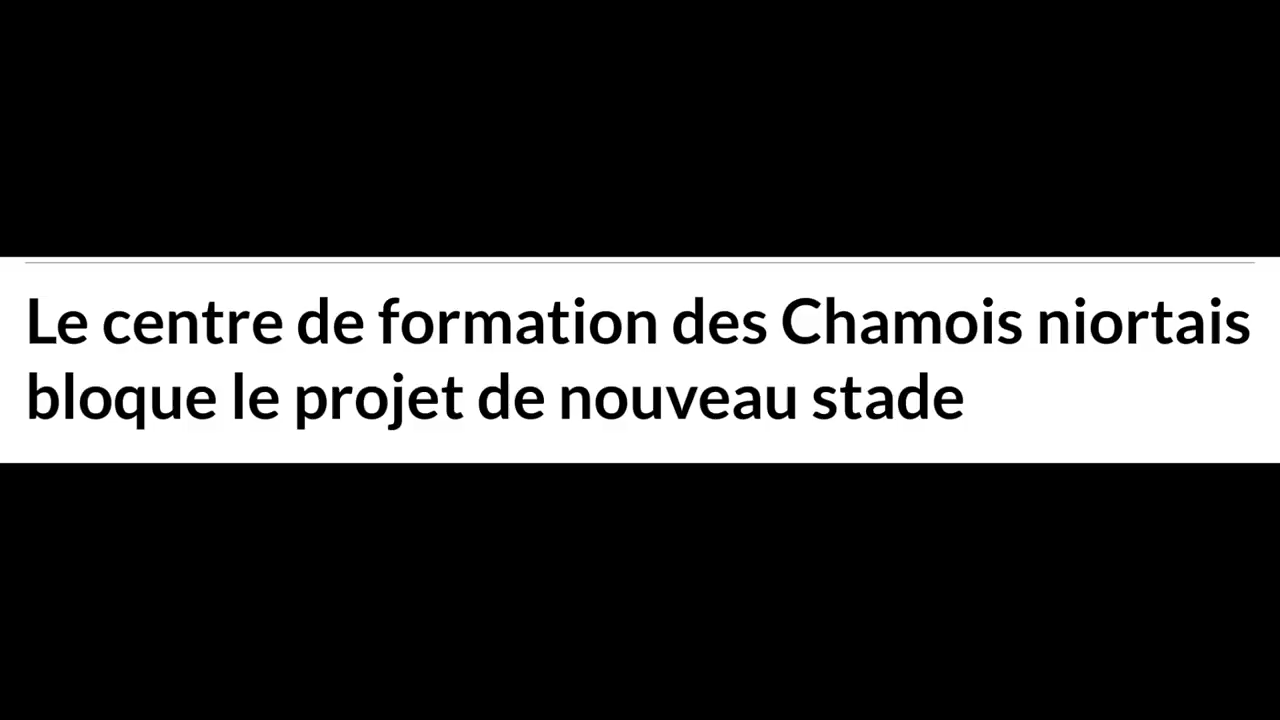 Le centre de formation des Chamois niortais
bloque le projet de nouveau stade